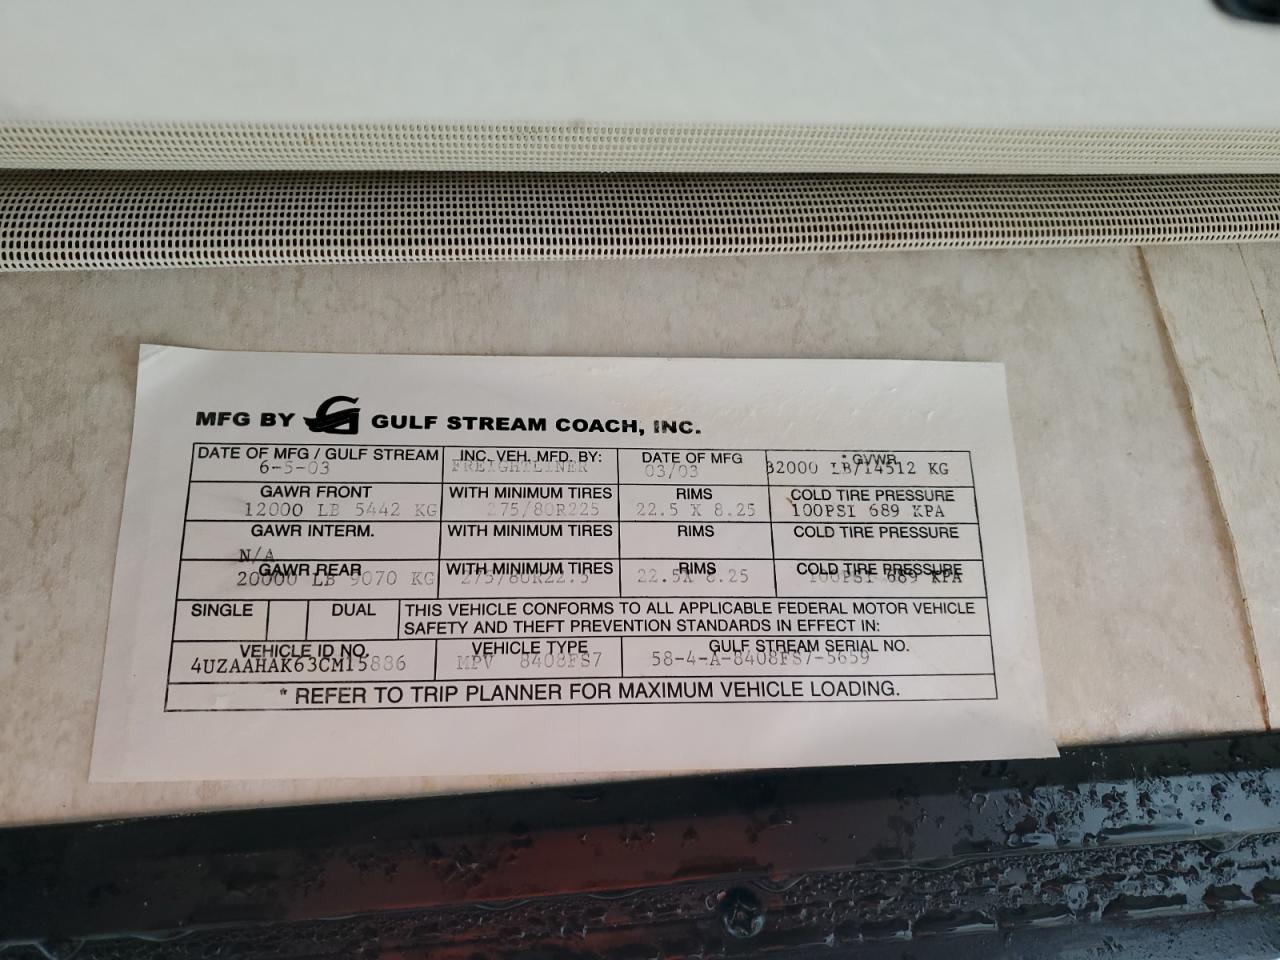 MFG BY GULF STREAM COACH, INC.
DATE OF MFG / GULF STREAM INC. VEH. MFD. BY: DATE OF MFG * GVWR
6-5-03 FREIGHTLINER 03/03 32000 LB/14512 KG
GAWR FRONT WITH MINIMUM TIRES RIMS COLD TIRE PRESSURE
12000 LB 5442 KG 275/80R225 22.5 X 8.25 100PSI 689 KPA
GAWR INTERM. WITH MINIMUM TIRES RIMS COLD TIRE PRESSURE
N/A
GAWR REAR WITH MINIMUM TIRES RIMS COLD TIRE PRESSURE
20000 LB 9070 KG 275/80R22.5 22.5X 8.25 100PSI 689 KPA
SINGLE DUAL THIS VEHICLE CONFORMS TO ALL APPLICABLE FEDERAL MOTOR VEHICLE
SAFETY AND THEFT PREVENTION STANDARDS IN EFFECT IN:
VEHICLE ID NO. VEHICLE TYPE GULF STREAM SERIAL NO.
4UZAAHAK63CM15886 MPV 8408FS7 58-4-A-8408FS7-5659
* REFER TO TRIP PLANNER FOR MAXIMUM VEHICLE LOADING.